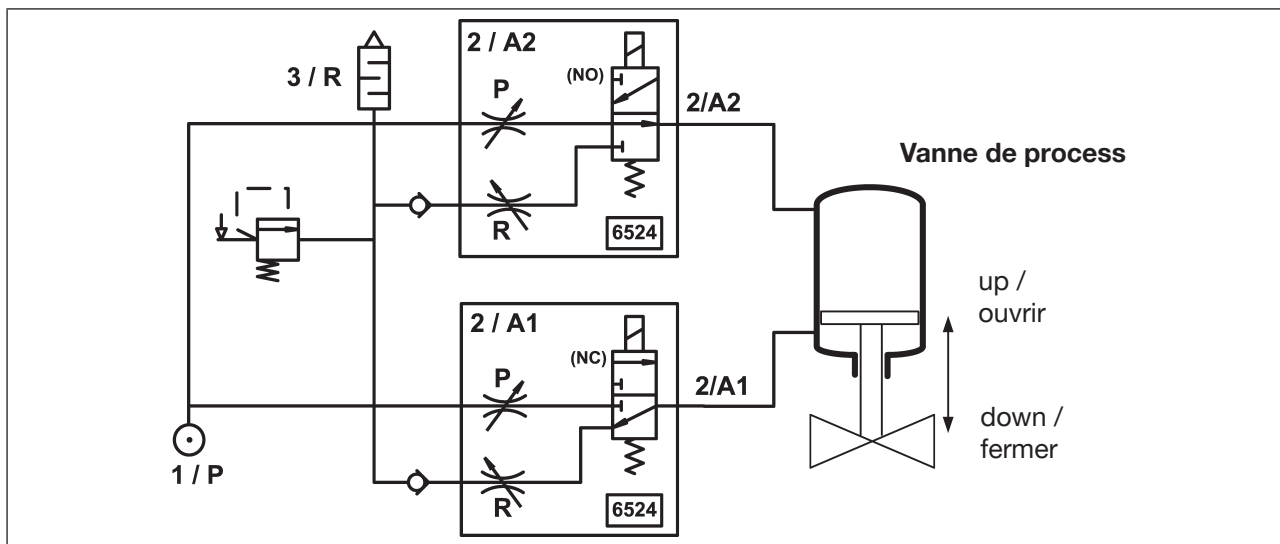 2 / A2
3 / R
P
(NO)
2/A2
R
6524
Vanne de process
up /
ouvrir
2 / A1
P
(NC)
2/A1
down /
fermer
1 / P
R
6524